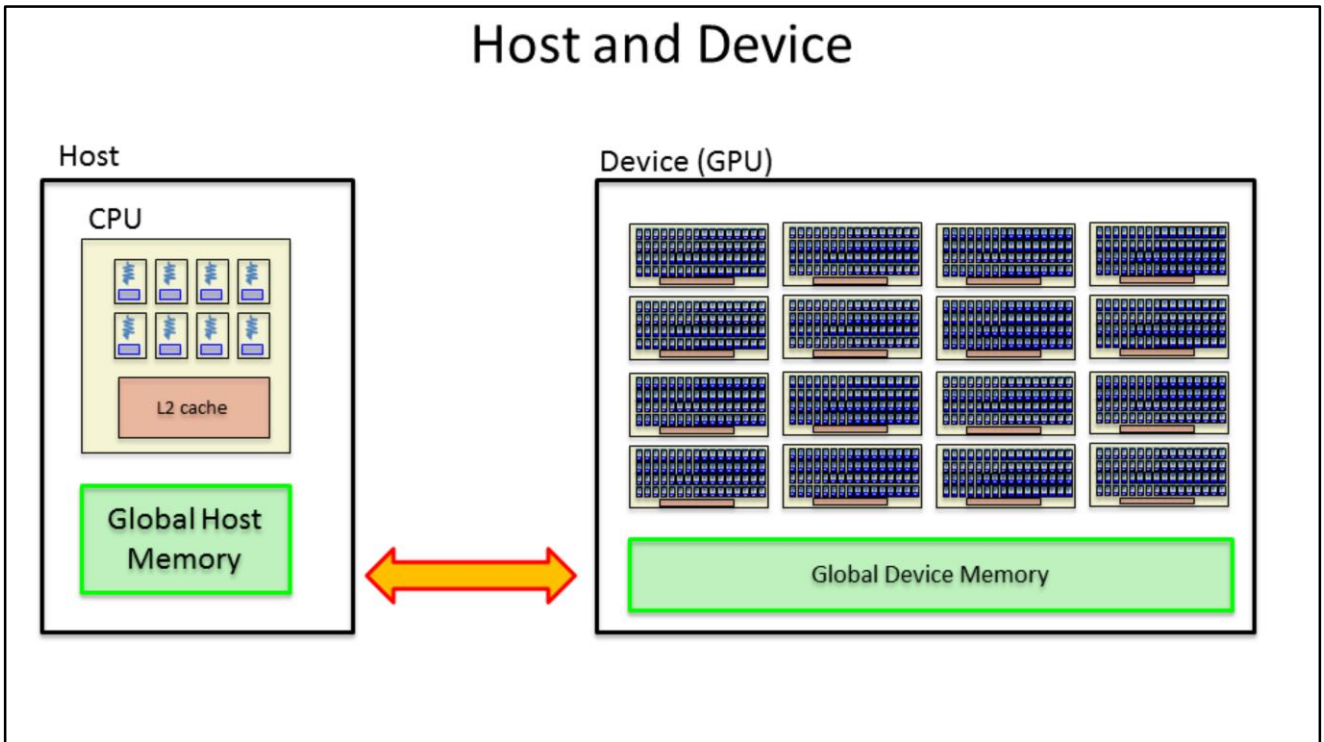 Host and Device
Host
Device (GPU)
CPU
L2 cache
Global Host
Memory
Global Device Memory